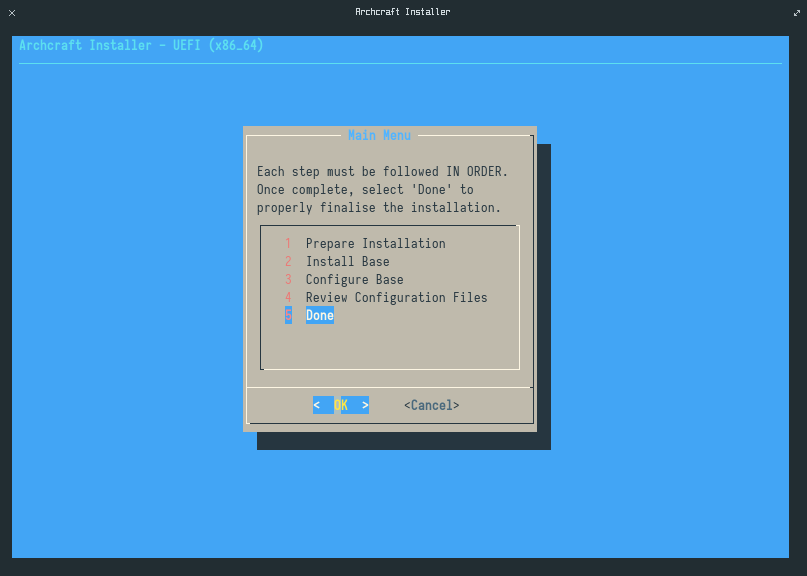 Archcraft Installer
Archcraft Installer - UEFI (x86_64)
Main Menu
Each step must be followed IN ORDER.
Once complete, select 'Done' to
properly finalise the installation.
1 Prepare Installation
2 Install Base
3 Configure Base
4 Review Configuration Files
5 Done
< OK > <Cancel>